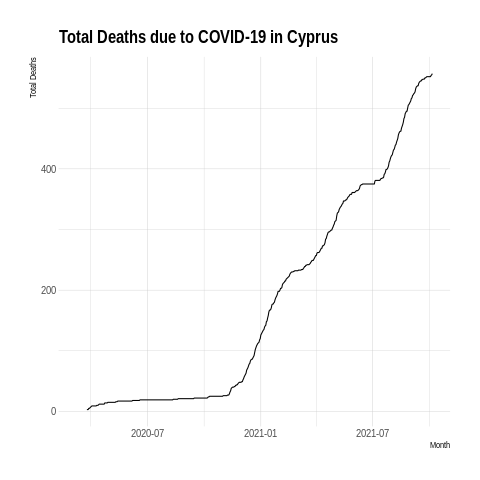 Total Deaths due to COVID-19 in Cyprus
Total Deaths
400
200
0
2020-07 2021-01 2021-07
Month